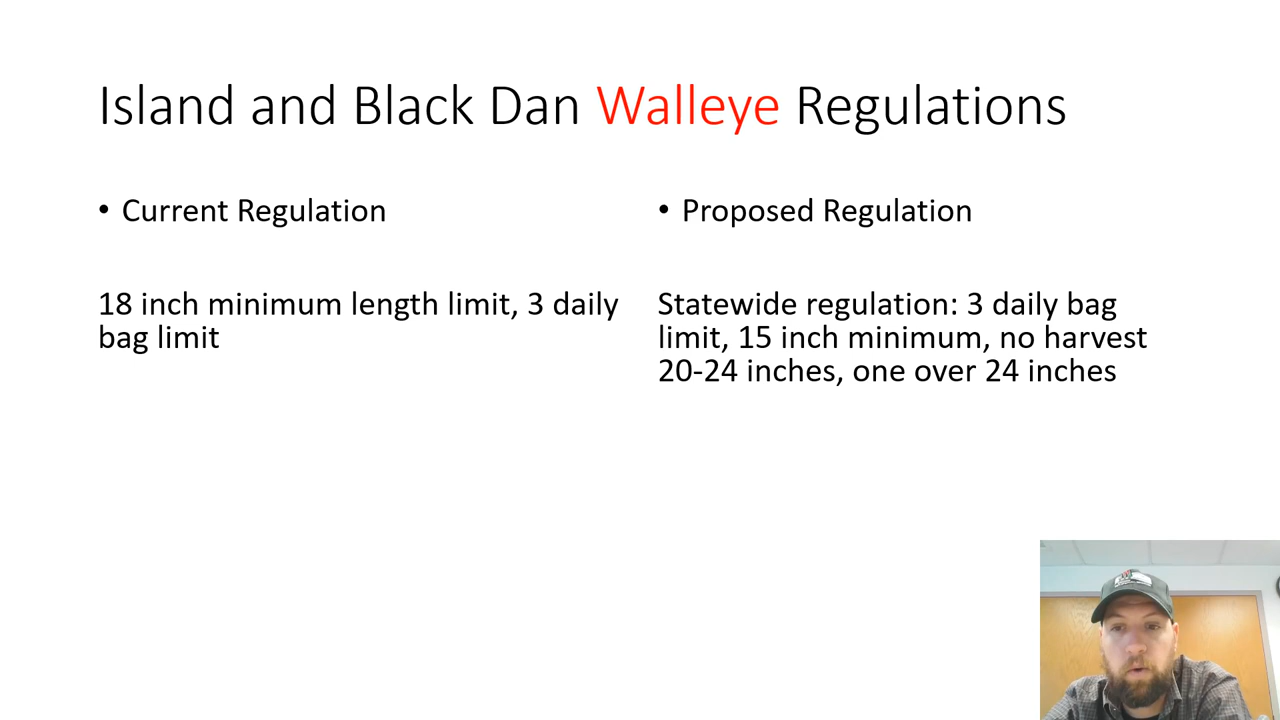 Island and Black Dan Walleye Regulations
• Current Regulation
18 inch minimum length limit, 3 daily
bag limit
• Proposed Regulation
Statewide regulation: 3 daily bag
limit, 15 inch minimum, no harvest
20-24 inches, one over 24 inches